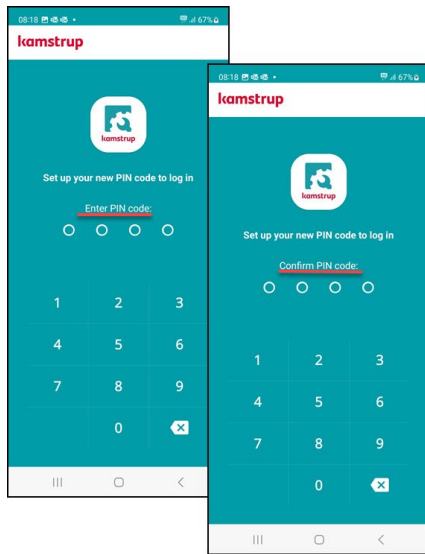 08:18
67%
kamstrup
kamstrup
Set up your new PIN code to log in
Enter PIN code:
1 2 3
4 5 6
7 8 9
0
08:18
67%
kamstrup
kamstrup
Set up your new PIN code to log in
Confirm PIN code:
1 2 3
4 5 6
7 8 9
0